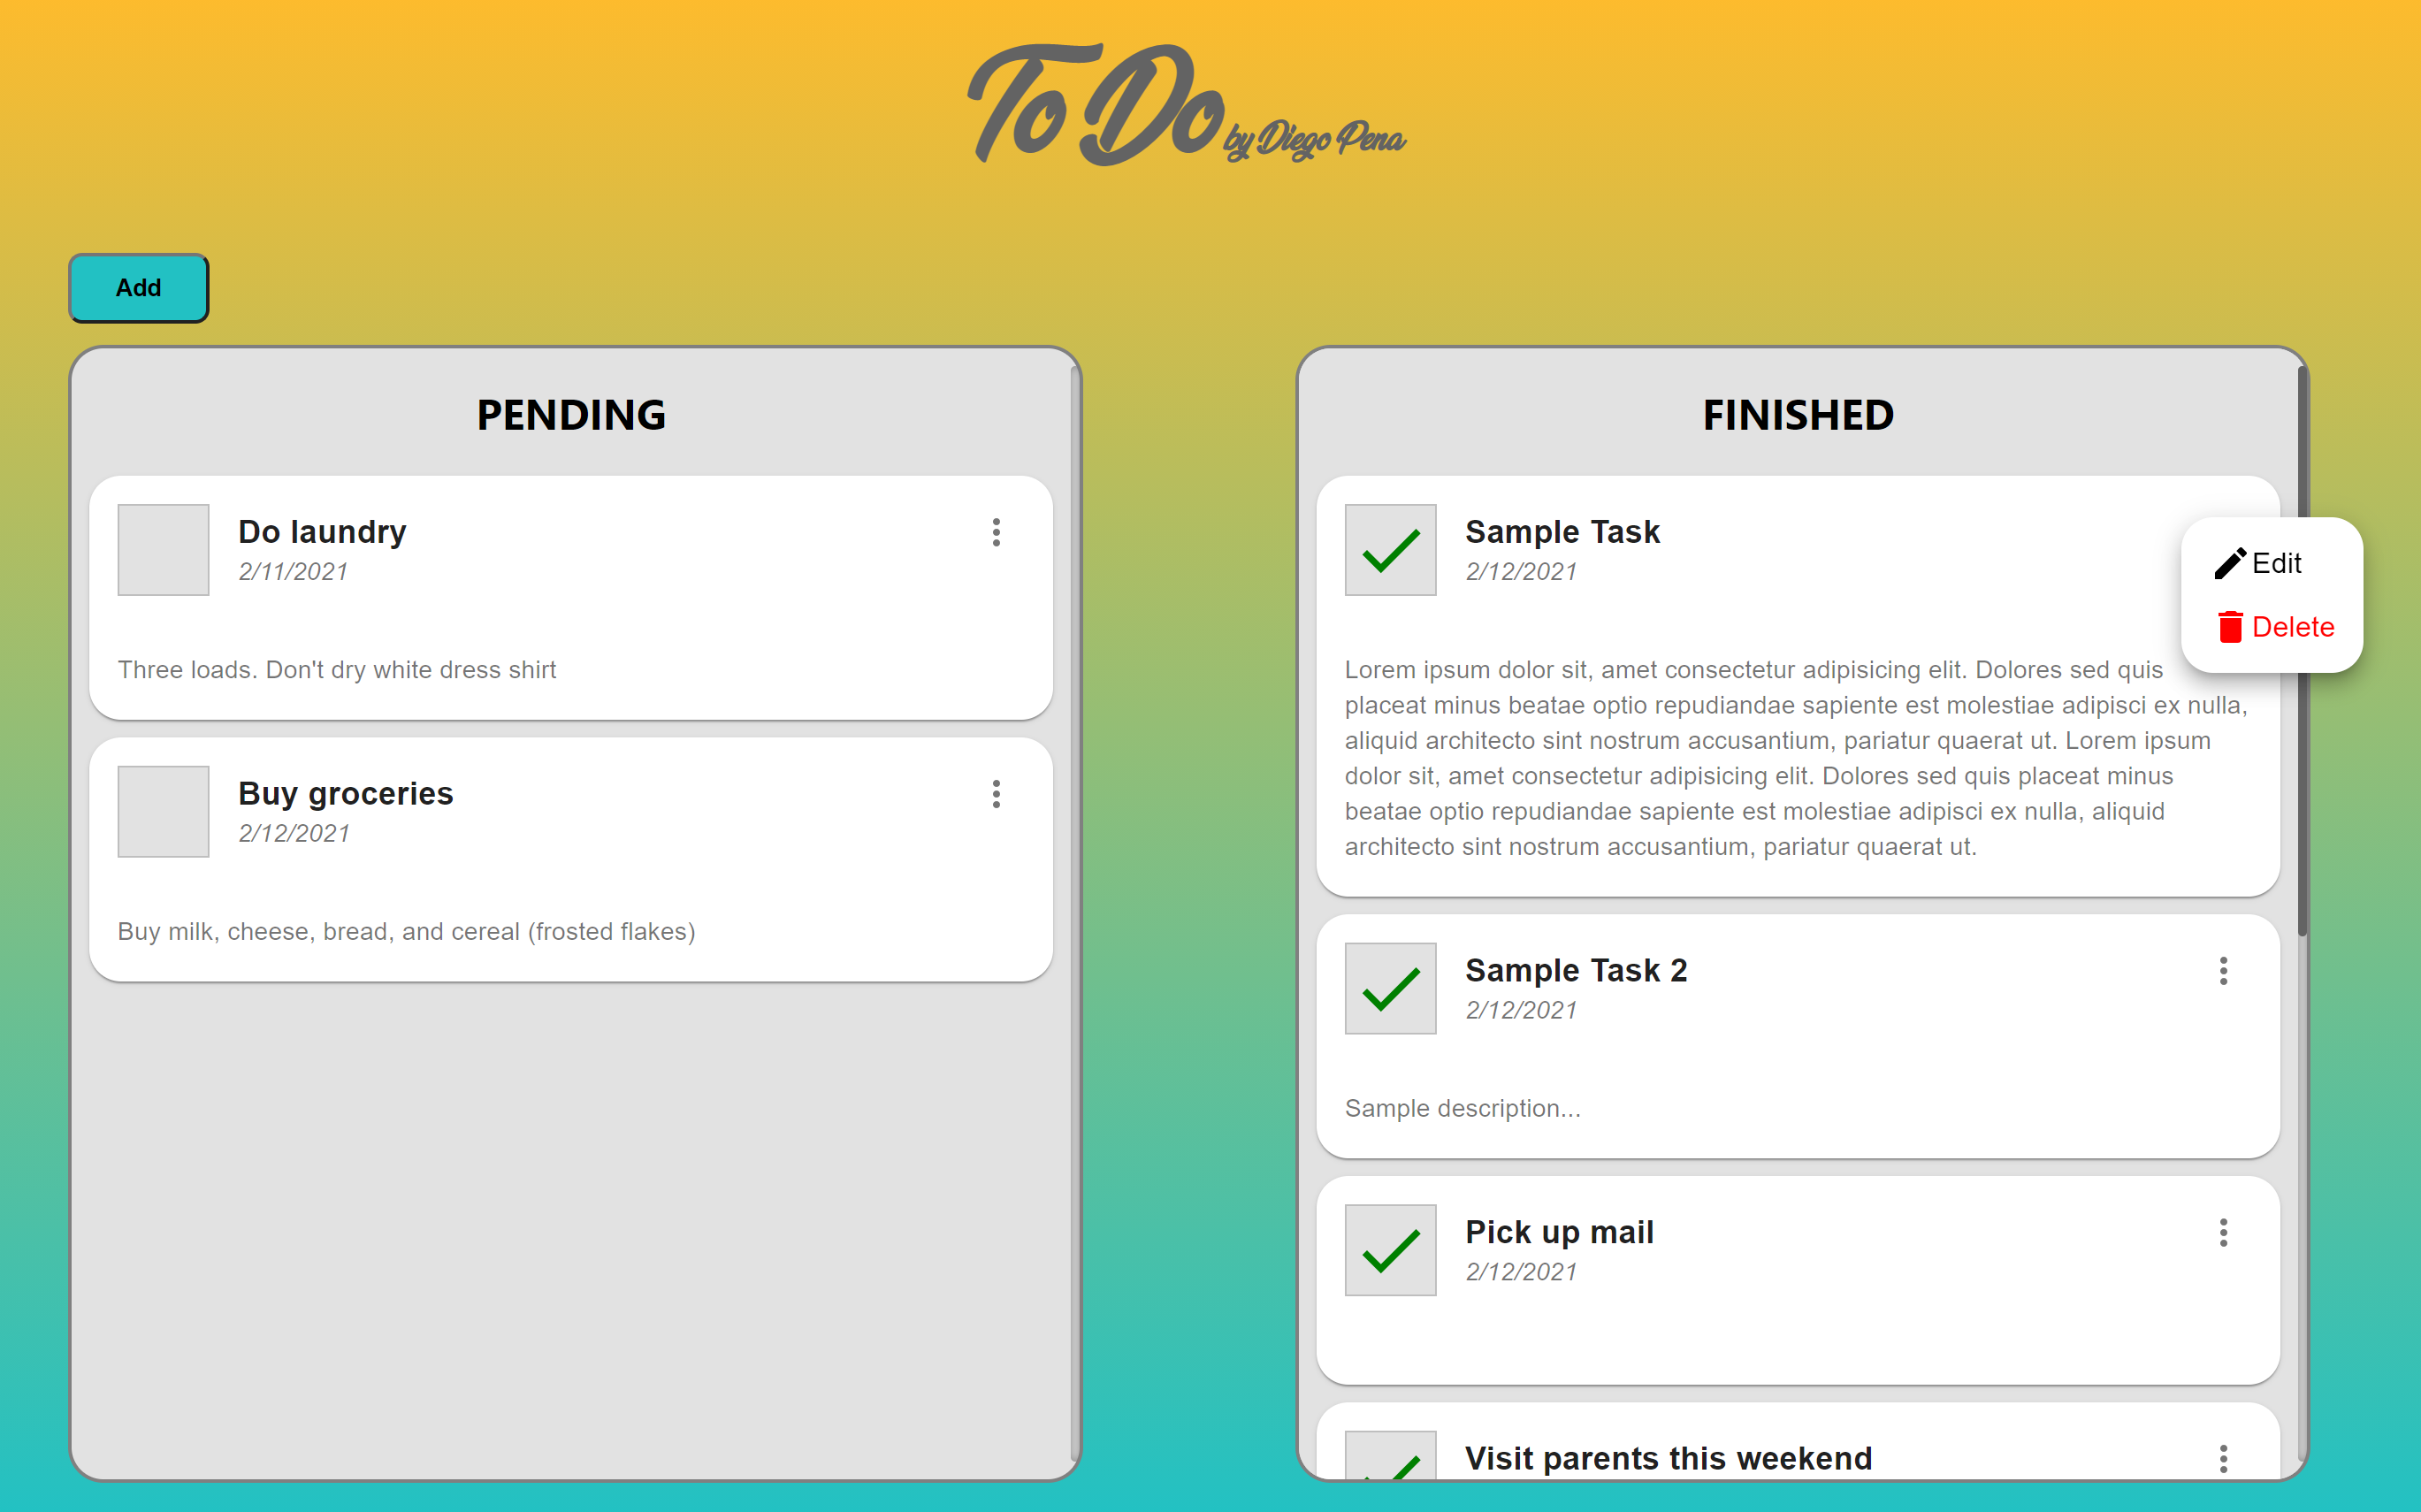 To Do by Diego Pena
Add
PENDING
Do laundry
2/11/2021
Three loads. Don't dry white dress shirt
Buy groceries
2/12/2021
Buy milk, cheese, bread, and cereal (frosted flakes)
FINISHED
Sample Task
2/12/2021
Edit
Delete
Lorem ipsum dolor sit, amet consectetur adipisicing elit. Dolores sed quis
placeat minus beatae optio repudiandae sapiente est molestiae adipisci ex nulla,
aliquid architecto sint nostrum accusantium, pariatur quaerat ut. Lorem ipsum
dolor sit, amet consectetur adipisicing elit. Dolores sed quis placeat minus
beatae optio repudiandae sapiente est molestiae adipisci ex nulla, aliquid
architecto sint nostrum accusantium, pariatur quaerat ut.
Sample Task 2
2/12/2021
Sample description...
Pick up mail
2/12/2021
Visit parents this weekend